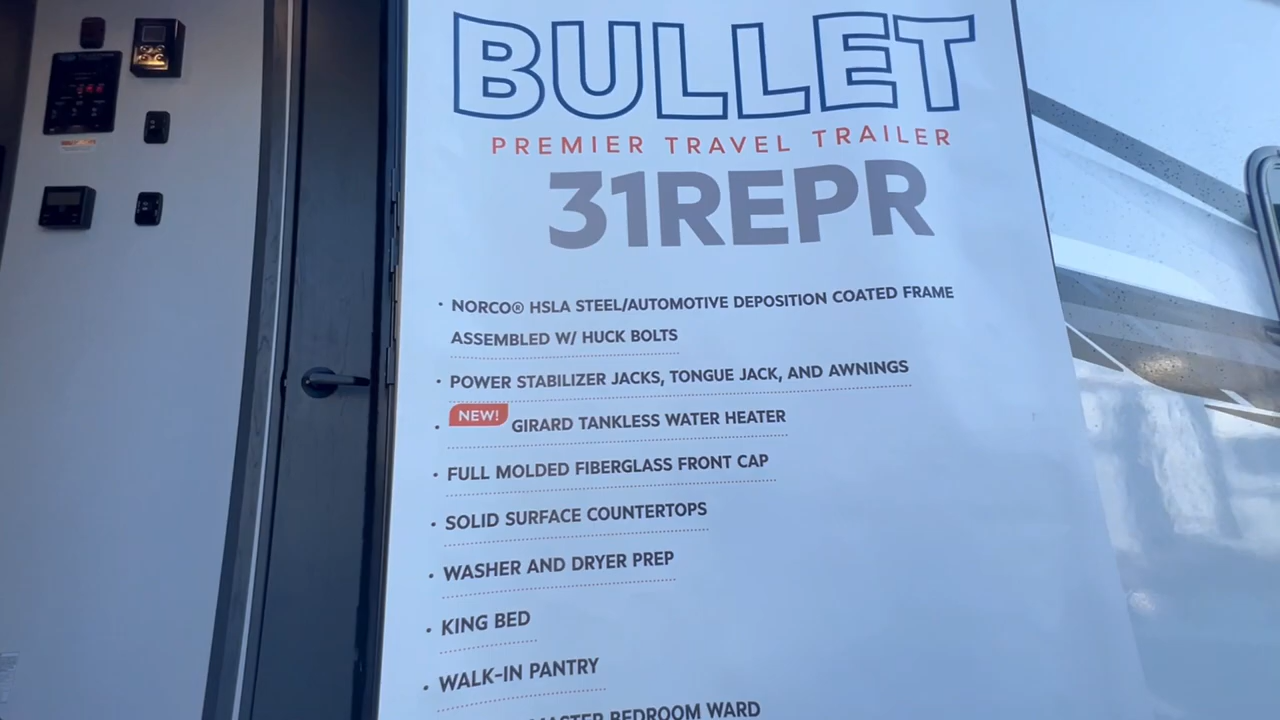 BULLET
PREMIER TRAVEL TRAILER
31REPR
• NORCO® HSLA STEEL/AUTOMOTIVE DEPOSITION COATED FRAME
ASSEMBLED W/ HUCK BOLTS
• POWER STABILIZER JACKS, TONGUE JACK, AND AWNINGS
• NEW! GIRARD TANKLESS WATER HEATER
• FULL MOLDED FIBERGLASS FRONT CAP
• SOLID SURFACE COUNTERTOPS
• WASHER AND DRYER PREP
• KING BED
• WALK-IN PANTRY
MASTER BEDROOM WARD